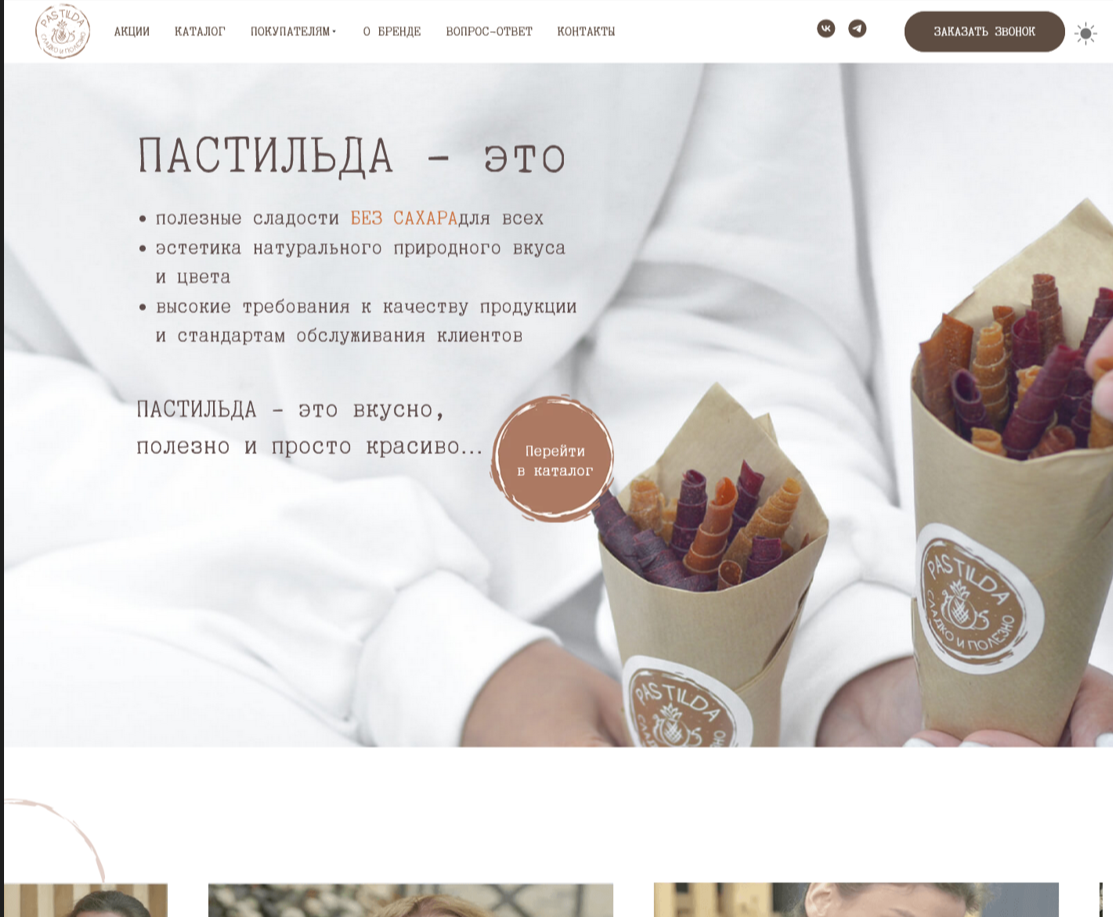 PASTILDA
СЛАДКО И ПОЛЕЗНО
АКЦИИ
КАТАЛОГ
ПОКУПАТЕЛЯМ
О БРЕНДЕ
ВОПРОС-ОТВЕТ
КОНТАКТЫ
ЗАКАЗАТЬ ЗВОНОК
ПАСТИЛЬДА - это
• полезные сладости БЕЗ САХАРАдля всех
• эстетика натурального природного вкуса
и цвета
• высокие требования к качеству продукции
и стандартам обслуживания клиентов
ПАСТИЛЬДА - это вкусно,
полезно и просто красиво...
Перейти
в каталог
PASTILDA
СЛАДКО И ПОЛЕЗНО
PASTILDA